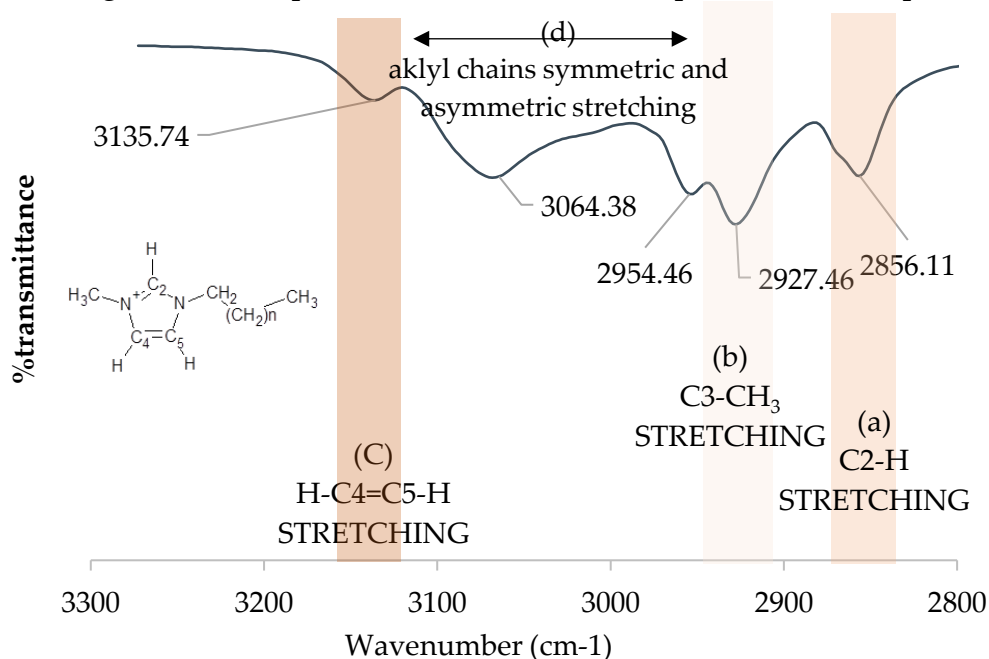 (d)
aklyl chains symmetric and
asymmetric stretching
3135.74
3064.38
2954.46
2927.46
2856.11
%transmittance
H
H₃C
N
+
C₂
N
CH₂
CH₃
(CH₂)n
C₄
C₅
H
H
(b)
C3-CH₃
STRETCHING
(a)
C2-H
STRETCHING
(C)
H-C4=C5-H
STRETCHING
3300
3200
3100
3000
2900
2800
Wavenumber (cm-1)